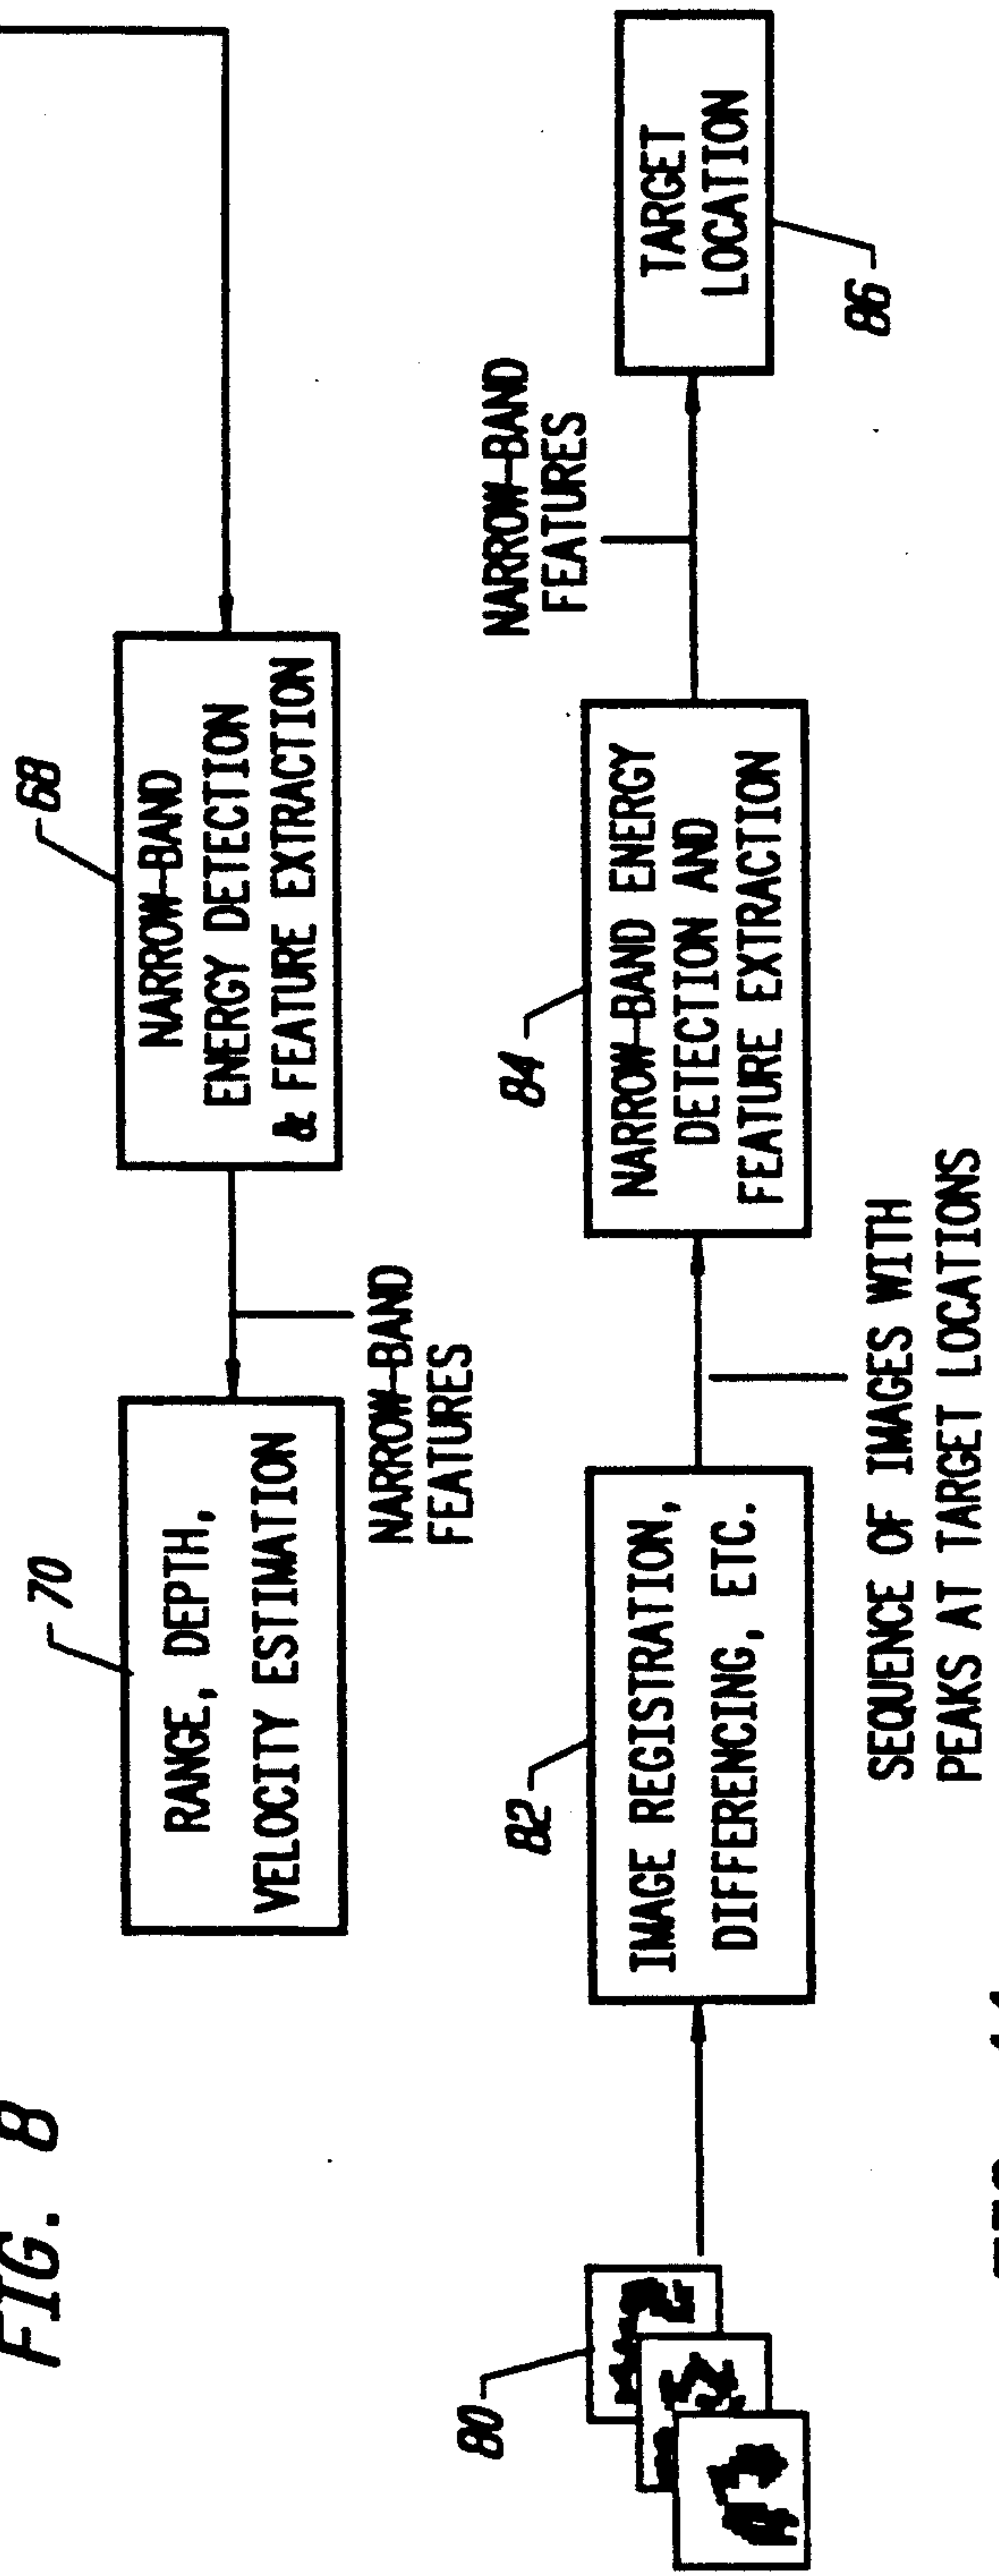 FIG. 8
68
NARROW-BAND
ENERGY DETECTION
& FEATURE EXTRACTION
70
RANGE, DEPTH,
VELOCITY ESTIMATION
NARROW-BAND
FEATURES
80
82
IMAGE REGISTRATION,
DIFFERENCING, ETC.
SEQUENCE OF IMAGES WITH
PEAKS AT TARGET LOCATIONS
84
NARROW-BAND ENERGY
DETECTION AND
FEATURE EXTRACTION
NARROW-BAND
FEATURES
TARGET
LOCATION
86